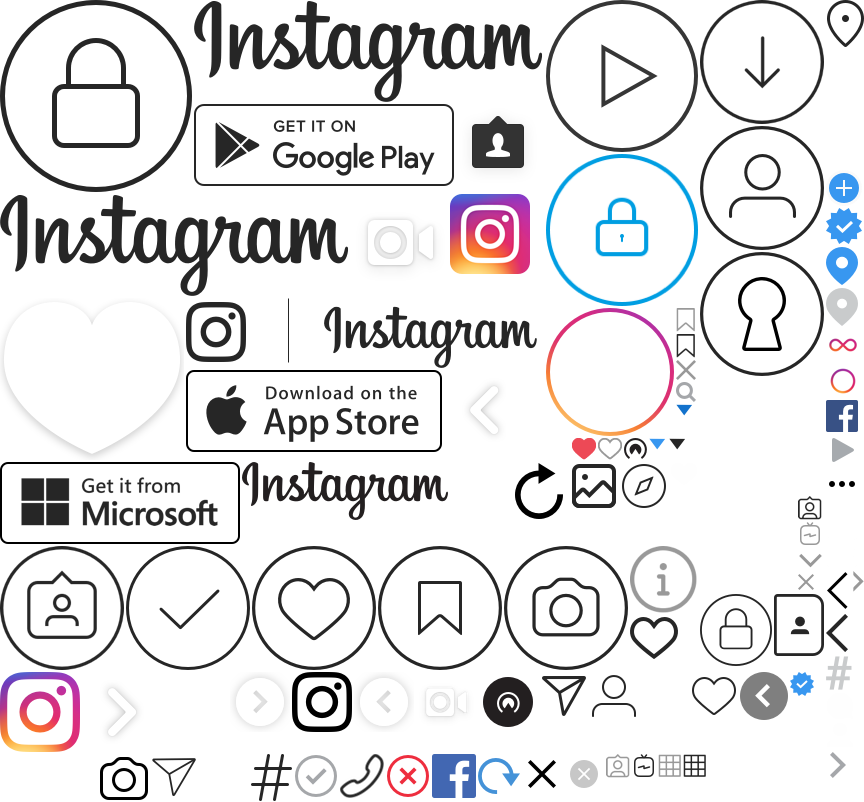 Instagram
GET IT ON
Google Play
Instagram
Instagram
Download on the
App Store
Get it from
Microsoft
Instagram